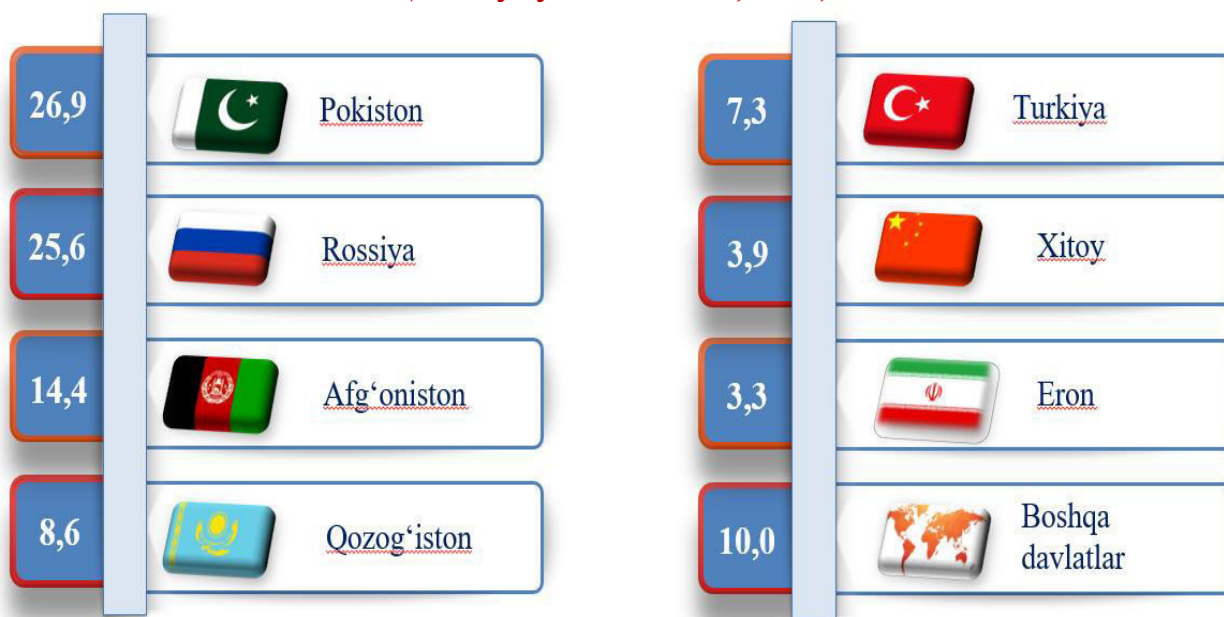 26,9
Pokiston
25,6
Rossiya
14,4
Afg‘oniston
8,6
Qozog‘iston
7,3
Turkiya
3,9
Xitoy
3,3
Eron
10,0
Boshqa
davlatlar